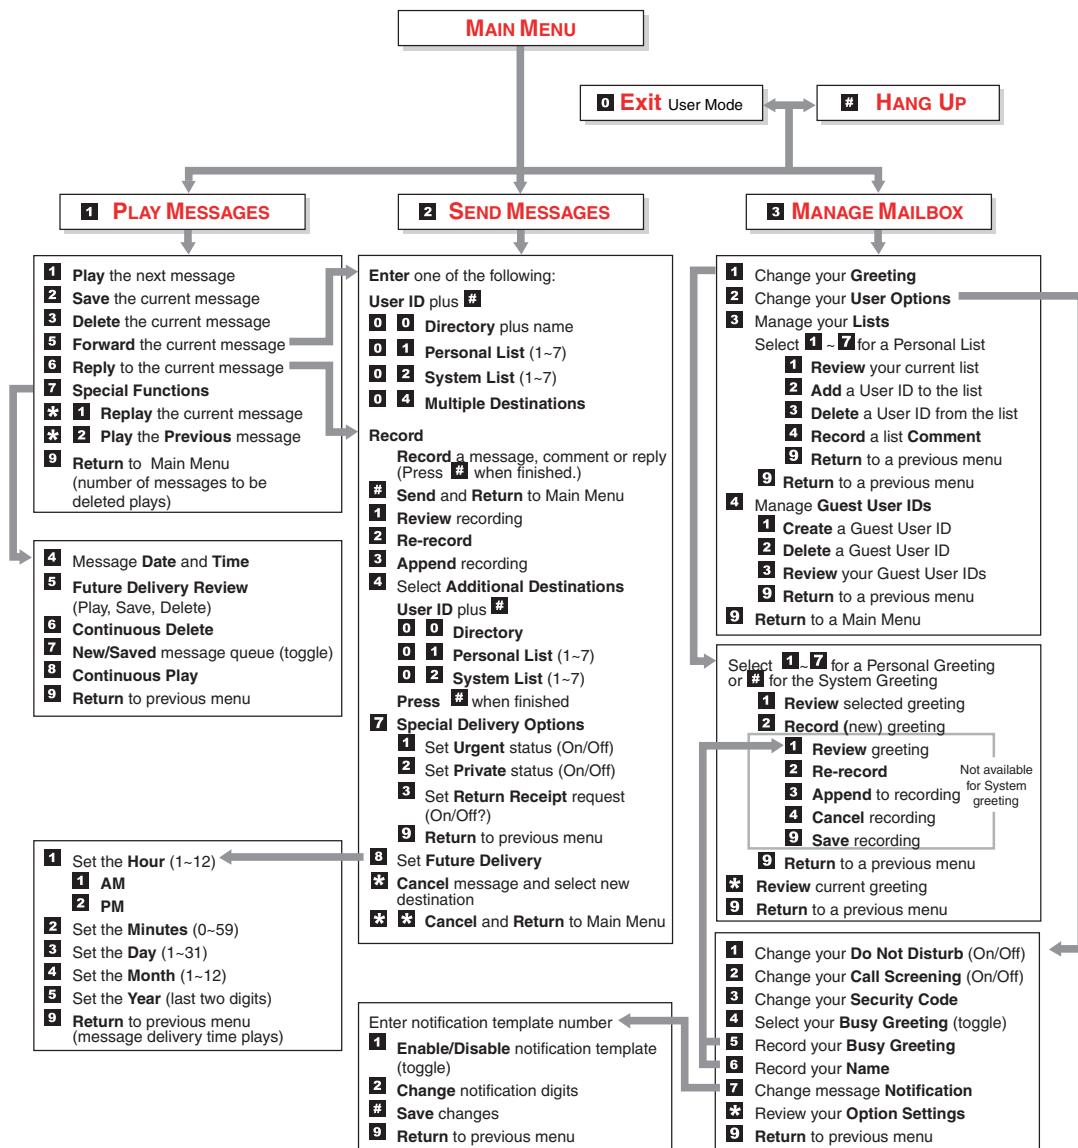 MAIN MENU
0 Exit User Mode
# HANG UP
1 PLAY MESSAGES
2 SEND MESSAGES
3 MANAGE MAILBOX
1 Play the next message
2 Save the current message
3 Delete the current message
5 Forward the current message
6 Reply to the current message
7 Special Functions
* 1 Replay the current message
* 2 Play the Previous message
9 Return to Main Menu
(number of messages to be
deleted plays)
4 Message Date and Time
5 Future Delivery Review
(Play, Save, Delete)
6 Continuous Delete
7 New/Saved message queue (toggle)
8 Continuous Play
9 Return to previous menu
1 Set the Hour (1~12)
1 AM
2 PM
2 Set the Minutes (0~59)
3 Set the Day (1~31)
4 Set the Month (1~12)
5 Set the Year (last two digits)
9 Return to previous menu
(message delivery time plays)
Enter one of the following:
User ID plus #
0 0 Directory plus name
0 1 Personal List (1~7)
0 2 System List (1~7)
0 4 Multiple Destinations
Record
Record a message, comment or reply
(Press # when finished.)
# Send and Return to Main Menu
1 Review recording
2 Re-record
3 Append recording
4 Select Additional Destinations
User ID plus #
0 0 Directory
0 1 Personal List (1~7)
0 2 System List (1~7)
Press # when finished
7 Special Delivery Options
1 Set Urgent status (On/Off)
2 Set Private status (On/Off)
3 Set Return Receipt request
(On/Off?)
9 Return to previous menu
8 Set Future Delivery
* Cancel message and select new
destination
* * Cancel and Return to Main Menu
Enter notification template number
1 Enable/Disable notification template
(toggle)
2 Change notification digits
# Save changes
9 Return to previous menu
1 Change your Greeting
2 Change your User Options
3 Manage your Lists
Select 1 ~ 7 for a Personal List
1 Review your current list
2 Add a User ID to the list
3 Delete a User ID from the list
4 Record a list Comment
9 Return to a previous menu
9 Return to a previous menu
4 Manage Guest User IDs
1 Create a Guest User ID
2 Delete a Guest User ID
3 Review your Guest User IDs
9 Return to a previous menu
9 Return to a Main Menu
Select 1 ~ 7 for a Personal Greeting
or # for the System Greeting
1 Review selected greeting
2 Record (new) greeting
1 Review greeting
2 Re-record
3 Append to recording
4 Cancel recording
9 Save recording
Not available
for System
greeting
9 Return to a previous menu
* Review current greeting
9 Return to a previous menu
1 Change your Do Not Disturb (On/Off)
2 Change your Call Screening (On/Off)
3 Change your Security Code
4 Select your Busy Greeting (toggle)
5 Record your Busy Greeting
6 Record your Name
7 Change message Notification
* Review your Option Settings
9 Return to previous menu